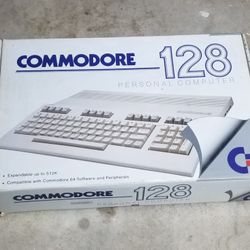 COMMODORE 128
PERSONAL COMPUTER
• Expandable up to 512K
• Compatible with Commodore 64 Software and Peripherals
COMMODORE 128